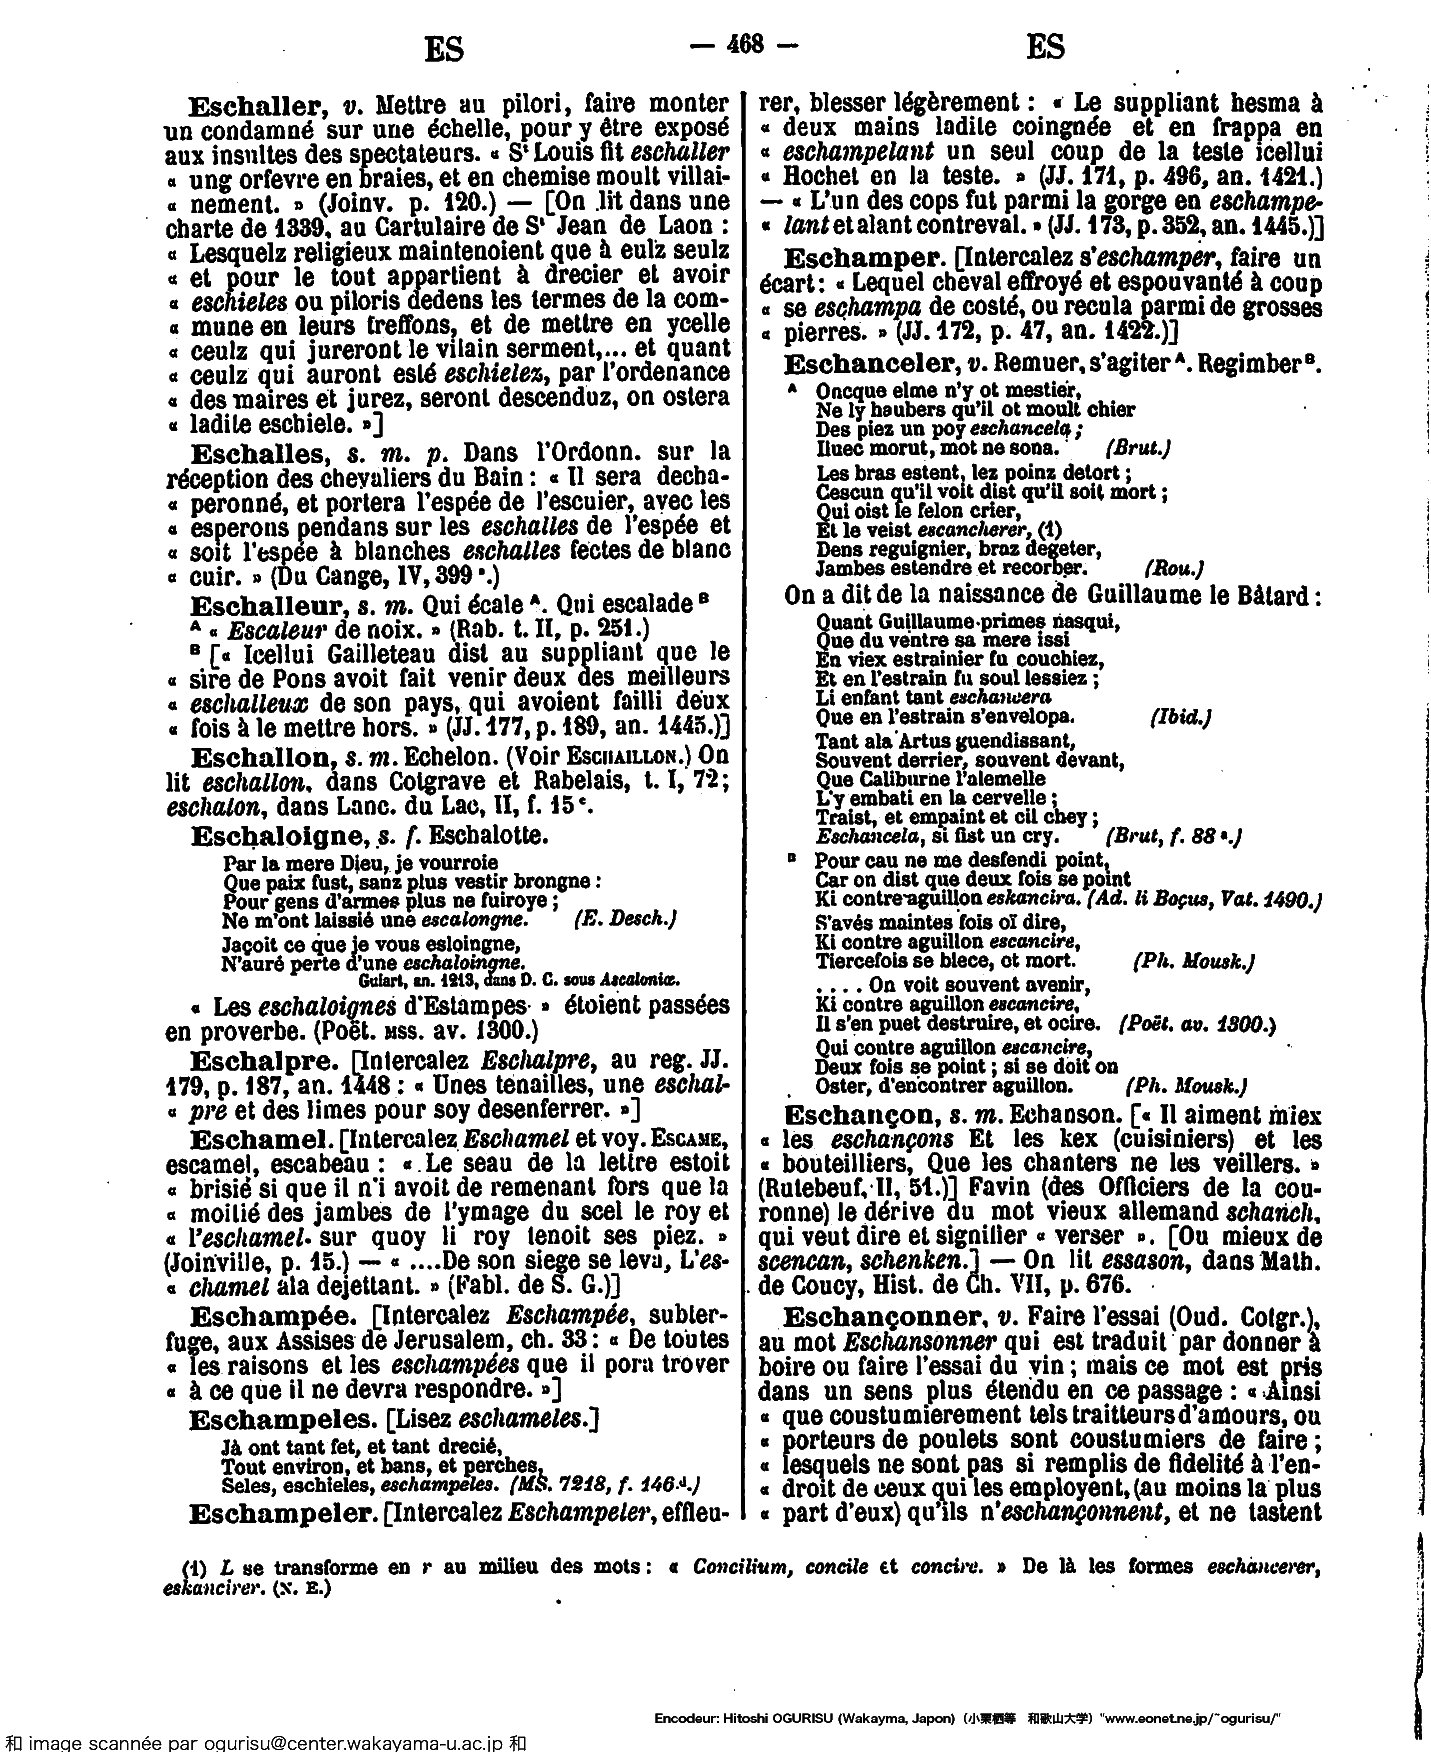 ES — 468 — ES
Eschaller, v. Mettre au pilori, faire monter
un condamné sur une échelle, pour y être exposé
aux insultes des spectateurs. « St Louis fit eschaller
« ung orfevre en braies, et en chemise moult villai-
« nement. » (Joinv. p. 120.) — [On lit dans une
charte de 1339, au Cartulaire de St Jean de Laon :
« Lesquelz religieux maintenoient que à eulz seulz
« et pour le tout appartient à drecier et avoir
« eschieles ou piloris dedens les termes de la com-
« mune en leurs treffons, et de mettre en ycelle
« ceulz qui jureront le vilain serment,... et quant
« ceulz qui auront esté eschielez, par l'ordenance
« des maires et jurez, seront descenduz, on ostera
« ladite eschiele. »]
Eschalles, s. m. p. Dans l'Ordonn. sur la
réception des chevaliers du Bain : « Il sera decha-
« peronné, et portera l'espée de l'escuier, avec les
« esperons pendans sur les eschalles de l'espée et
« soit l'espée à blanches eschalles fectes de blanc
« cuir. » (Du Cange, IV, 399 a.)
Eschalleur, s. m. Qui écale A. Qui escalade B
A « Escaleur de noix. » (Rab. t. II, p. 251.)
B [« Icellui Gailleteau dist au suppliant que le
« sire de Pons avoit fait venir deux des meilleurs
« eschalleux de son pays, qui avoient failli deux
« fois à le mettre hors. » (JJ. 177, p. 189, an. 1445.)]
Eschallon, s. m. Echelon. (Voir ESCHAILLON.) On
lit eschallon, dans Cotgrave et Rabelais, t. I, 72;
eschalon, dans Lanc. du Lac, II, f. 15 c.
Eschaloigne, s. f. Eschalotte.
Par la mere Dieu, je vourroie
Que paix fust, sanz plus vestir brongne :
Pour gens d'armes plus ne fuiroye ;
Ne m'ont laissié une escalongne. (E. Desch.)
Jaçoit ce que je vous esloingne,
N'auré perte d'une eschaloingne.
Guiart, an. 1213, dans D. C. sous Ascaloniæ.
« Les eschaloignes d'Estampes » étoient passées
en proverbe. (Poët. MSS. av. 1300.)
Eschalpre. [Intercalez Eschalpre, au reg. JJ.
179, p. 187, an. 1448 : « Unes tenailles, une eschal-
« pre et des limes pour soy desenferrer. »]
Eschamel. [Intercalez Eschamel et voy. ESCAME,
escamel, escabeau : « Le seau de la lettre estoit
« brisié si que il n'i avoit de remenant fors que la
« moitié des jambes de l'ymage du scel le roy et
« l'eschamel sur quoy li roy tenoit ses piez. »
(Joinville, p. 15.) — « ....De son siege se leva, L'es-
« chamel ala dejettant. » (Fabl. de S. G.)]
Eschampée. [Intercalez Eschampée, subter-
fuge, aux Assises de Jerusalem, ch. 33 : « De toutes
« les raisons et les eschampées que il pora trover
« à ce que il ne devra respondre. »]
Eschampeles. [Lisez eschameles.]
Jà ont tant fet, et tant drecié,
Tout environ, et bans, et perches,
Seles, eschieles, eschampeles. (MS. 7218, f. 146 d.)
Eschampeler. [Intercalez Eschampeler, effleu-
rer, blesser légèrement : « Le suppliant hesma à
« deux mains ladite coingnée et en frappa en
« eschampelant un seul coup de la teste icellui
« Hochet en la teste. » (JJ. 171, p. 496, an. 1421.)
— « L'un des cops fut parmi la gorge en eschampe-
« lant et alant contreval. » (JJ. 173, p. 352, an. 1445.)]
Eschamper. [Intercalez s'eschamper, faire un
écart : « Lequel cheval effroyé et espouvanté à coup
« se eschampa de costé, ou recula parmi de grosses
« pierres. » (JJ. 172, p. 47, an. 1422.)]
Eschanceler, v. Remuer, s'agiter A. Regimber B.
A Oncque elme n'y ot mestier,
Ne ly haubers qu'il ot moult chier
Des piez un poy eschancela ;
Iluec morut, mot ne sona. (Brut.)
Les bras estent, lez poinz detort ;
Cescun qu'il voit dist qu'il soit mort ;
Qui oist le felon crier,
Et le veist escancherer, (1)
Dens reguignier, braz degeter,
Jambes estendre et recorber. (Rou.)
On a dit de la naissance de Guillaume le Bâtard :
Quant Guillaume primes nasqui,
Que du ventre sa mere issi
En viex estrainier fu couchiez,
Et en l'estrain fu soul lessiez ;
Li enfant tant eschancera
Que en l'estrain s'envelopa. (Ibid.)
Tant ala Artus guendissant,
Souvent derrier, souvent devant,
Que Caliburne l'alemelle
L'y embati en la cervelle ;
Traist, et empaint et cil chey ;
Eschancela, si fist un cry. (Brut, f. 88 a.)
B Pour cau ne me desfendi point,
Car on dist que deux fois se point
Ki contre aguillon eskancira. (Ad. li Boçus, Vat. 1490.)
S'avés maintes fois oï dire,
Ki contre aguillon escancire,
Tiercefois se blece, ot mort. (Ph. Mousk.)
.... On voit souvent avenir,
Ki contre aguillon escancire,
Il s'en puet destruire, et ocire. (Poët. av. 1300.)
Qui contre aguillon escancire,
Deux fois se point ; si se doit on
Oster, d'encontrer aguillon. (Ph. Mousk.)
Eschançon, s. m. Echanson. [« Il aiment miex
« les eschançons Et les kex (cuisiniers) et les
« bouteilliers, Que les chanters ne les veillers. »
(Rutebeuf, II, 51.)] Favin (des Officiers de la cou-
ronne) le dérive du mot vieux allemand schanch,
qui veut dire et signifier « verser ». [Ou mieux de
scencan, schenken.] — On lit essason, dans Math.
de Coucy, Hist. de Ch. VII, p. 676.
Eschançonner, v. Faire l'essai (Oud. Cotgr.),
au mot Eschansonner qui est traduit par donner à
boire ou faire l'essai du vin ; mais ce mot est pris
dans un sens plus étendu en ce passage : « Ainsi
« que coustumierement tels traitteurs d'amours, ou
« porteurs de poulets sont coustumiers de faire ;
« lesquels ne sont pas si remplis de fidelité à l'en-
« droit de ceux qui les employent, (au moins la plus
« part d'eux) qu'ils n'eschançonnent, et ne tastent
(1) L se transforme en r au milieu des mots : « Concilium, concile et concire. » De là les formes eschancerer,
eskancirer. (N. E.)
Encodeur: Hitoshi OGURISU (Wakayma, Japon)（小栗栖等 和歌山大学）"www.eonet.ne.jp/~ogurisu/"
和 image scannée par ogurisu@center.wakayama-u.ac.jp 和